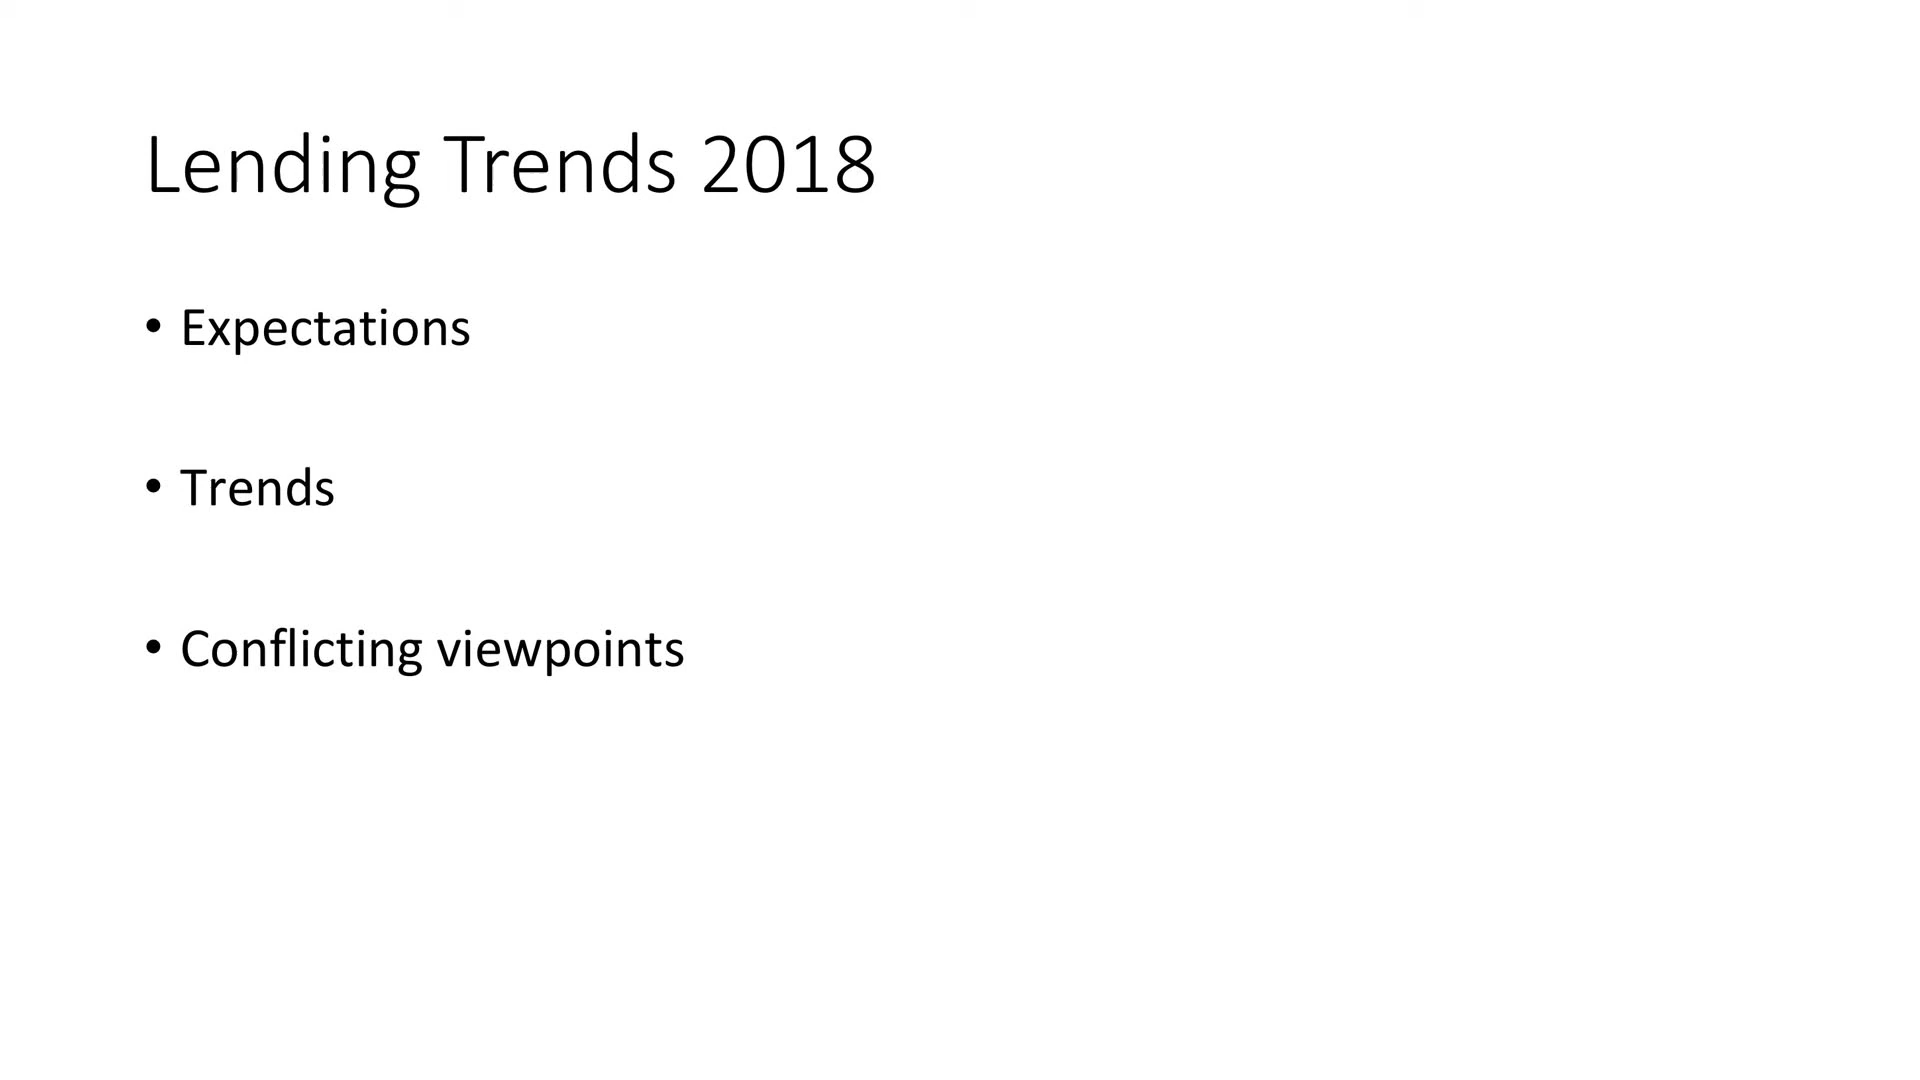 Lending Trends 2018
• Expectations
• Trends
• Conflicting viewpoints